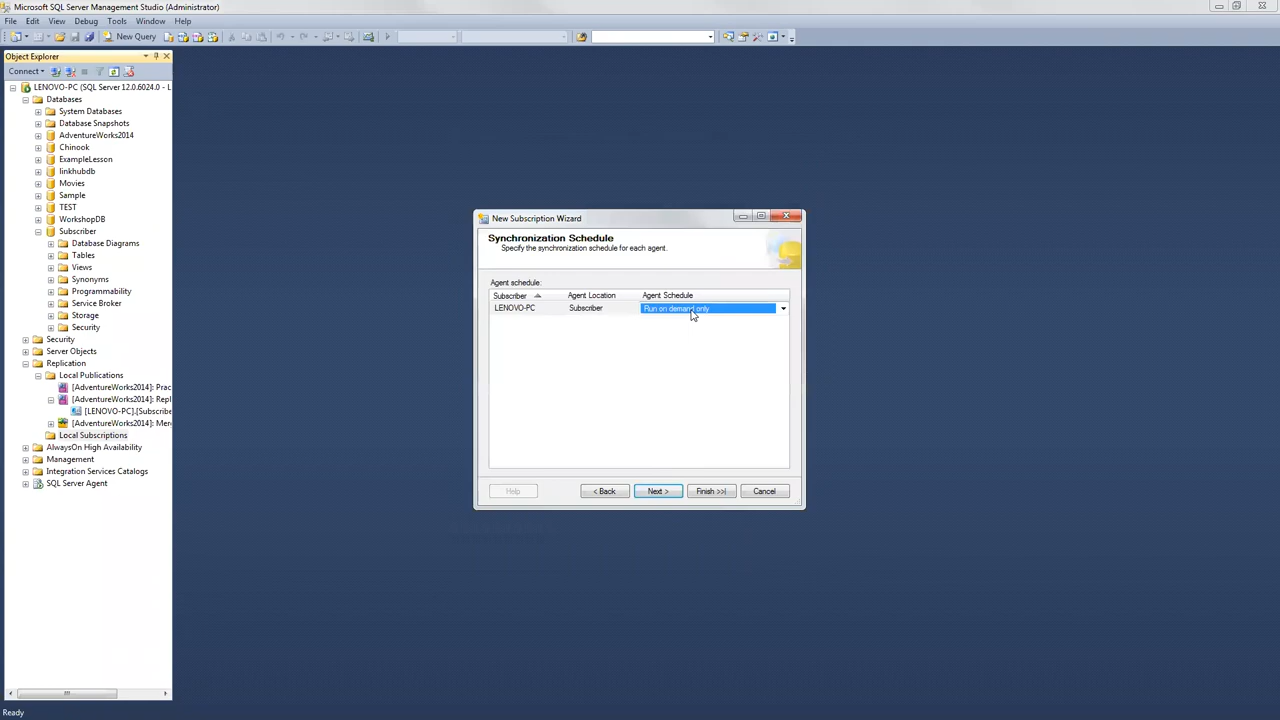 Microsoft SQL Server Management Studio (Administrator)
File Edit View Debug Tools Window Help
New Query
Object Explorer
Connect
LENOVO-PC (SQL Server 12.0.6024.0 - L
Databases
System Databases
Database Snapshots
AdventureWorks2014
Chinook
ExampleLesson
linkhubdb
Movies
Sample
TEST
WorkshopDB
Subscriber
Database Diagrams
Tables
Views
Synonyms
Programmability
Service Broker
Storage
Security
Security
Server Objects
Replication
Local Publications
[AdventureWorks2014]: Prac
[AdventureWorks2014]: Repl
[LENOVO-PC].[Subscribe
[AdventureWorks2014]: Mer
Local Subscriptions
AlwaysOn High Availability
Management
Integration Services Catalogs
SQL Server Agent
Ready
New Subscription Wizard
Synchronization Schedule
Specify the synchronization schedule for each agent.
Agent schedule:
Subscriber Agent Location Agent Schedule
LENOVO-PC Subscriber Run on demand only
Help < Back Next > Finish >>| Cancel